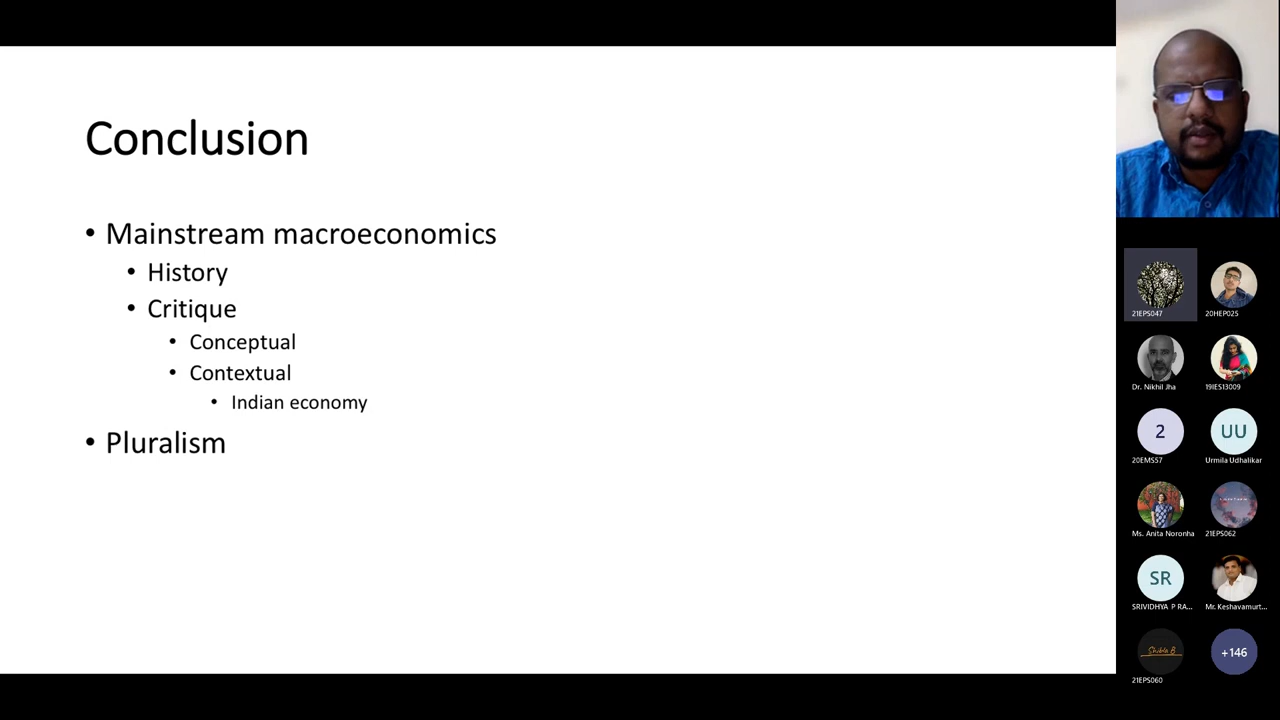 Conclusion
• Mainstream macroeconomics
• History
• Critique
• Conceptual
• Contextual
• Indian economy
• Pluralism
21EPS047
20HEP025
Dr. Nikhil Jha
19IES13009
2
20EMS57
UU
Urmila Udhalikar
Ms. Anita Noronha
21EPS062
SR
SRIVIDHYA P RA...
Mr. Keshavamurt...
Shibla B
21EPS060
+146